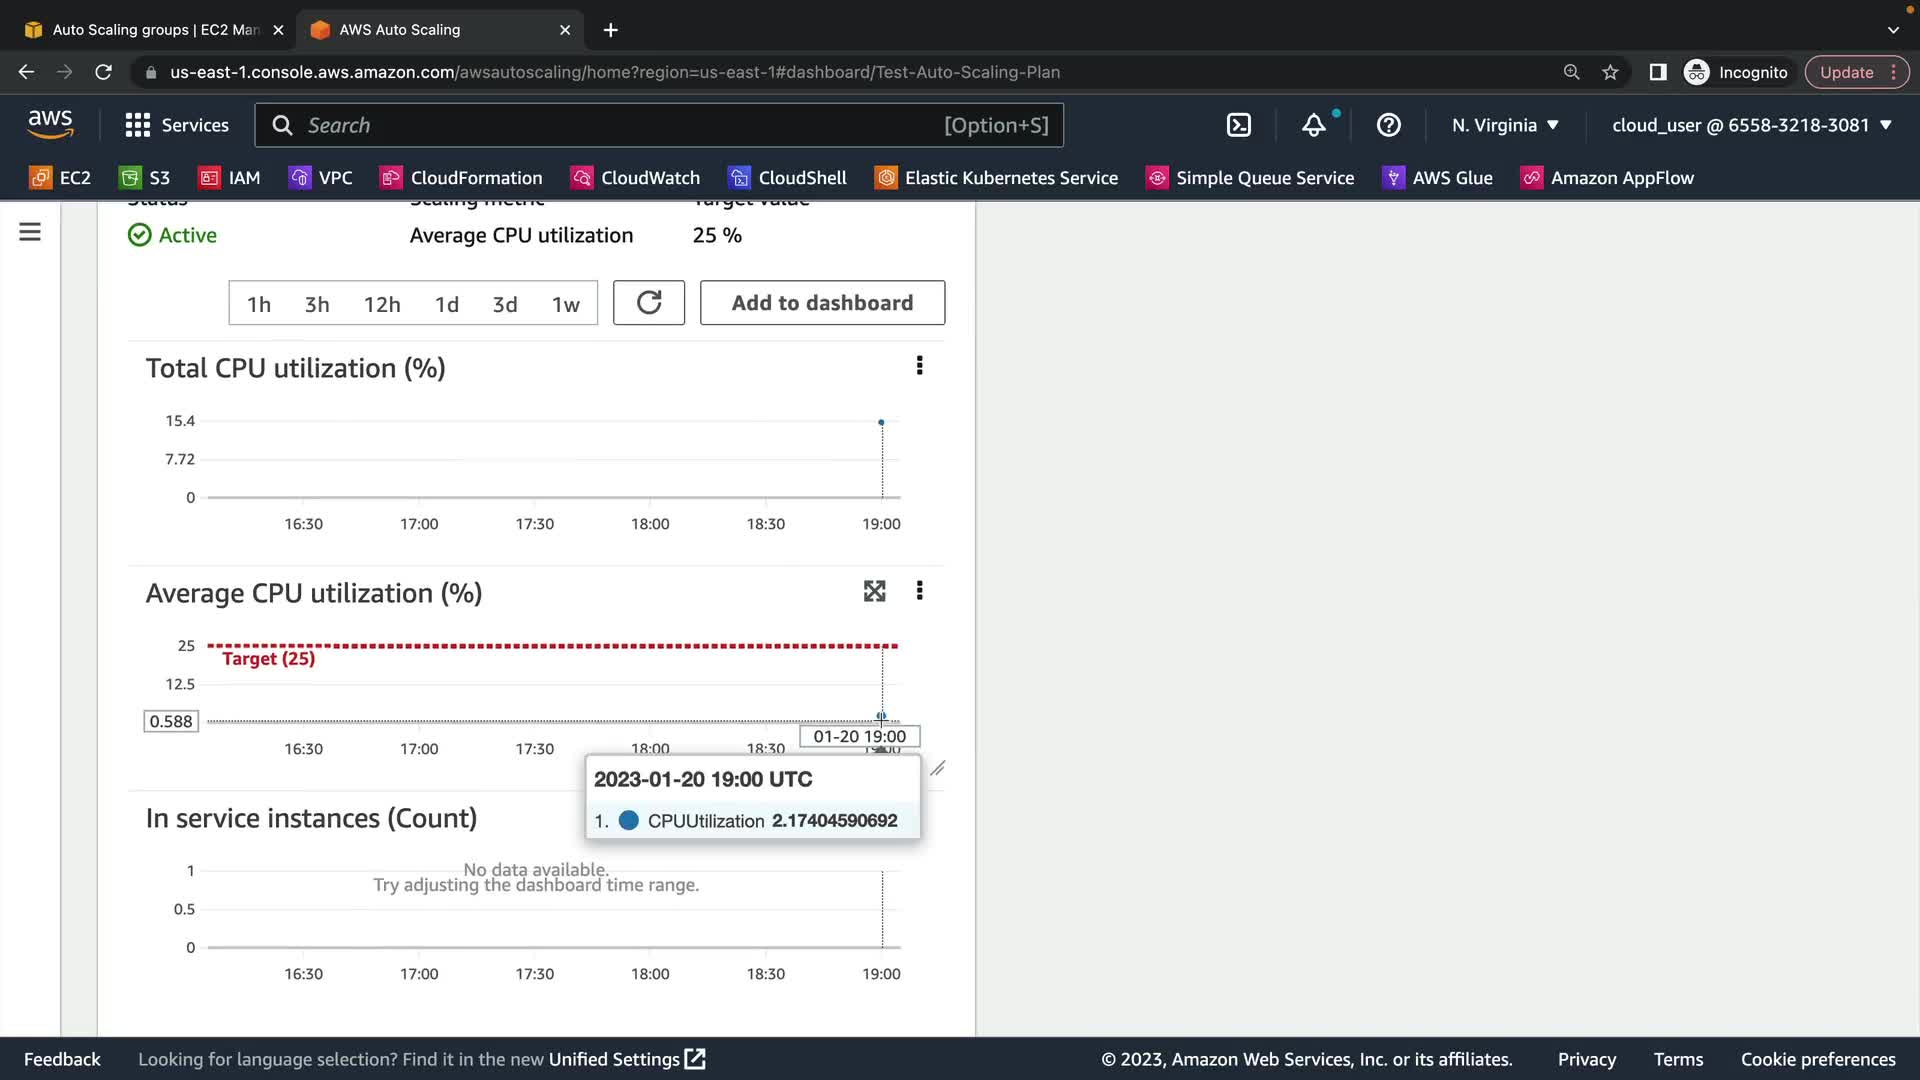 Auto Scaling groups | EC2 Man
AWS Auto Scaling
us-east-1.console.aws.amazon.com/awsautoscaling/home?region=us-east-1#dashboard/Test-Auto-Scaling-Plan
Incognito
Update
aws
Services
Search
[Option+S]
N. Virginia
cloud_user @ 6558-3218-3081
EC2
S3
IAM
VPC
CloudFormation
CloudWatch
CloudShell
Elastic Kubernetes Service
Simple Queue Service
AWS Glue
Amazon AppFlow
Status
Scaling metric
Target value
Active
Average CPU utilization
25 %
1h 3h 12h 1d 3d 1w
Add to dashboard
Total CPU utilization (%)
15.4
7.72
0
16:30 17:00 17:30 18:00 18:30 19:00
Average CPU utilization (%)
25
Target (25)
12.5
0.588
01-20 19:00
16:30 17:00 17:30 18:00 18:30 19:00
2023-01-20 19:00 UTC
1. CPUUtilization 2.17404590692
In service instances (Count)
1
No data available.
Try adjusting the dashboard time range.
0.5
0
16:30 17:00 17:30 18:00 18:30 19:00
Feedback
Looking for language selection? Find it in the new Unified Settings
© 2023, Amazon Web Services, Inc. or its affiliates.
Privacy
Terms
Cookie preferences